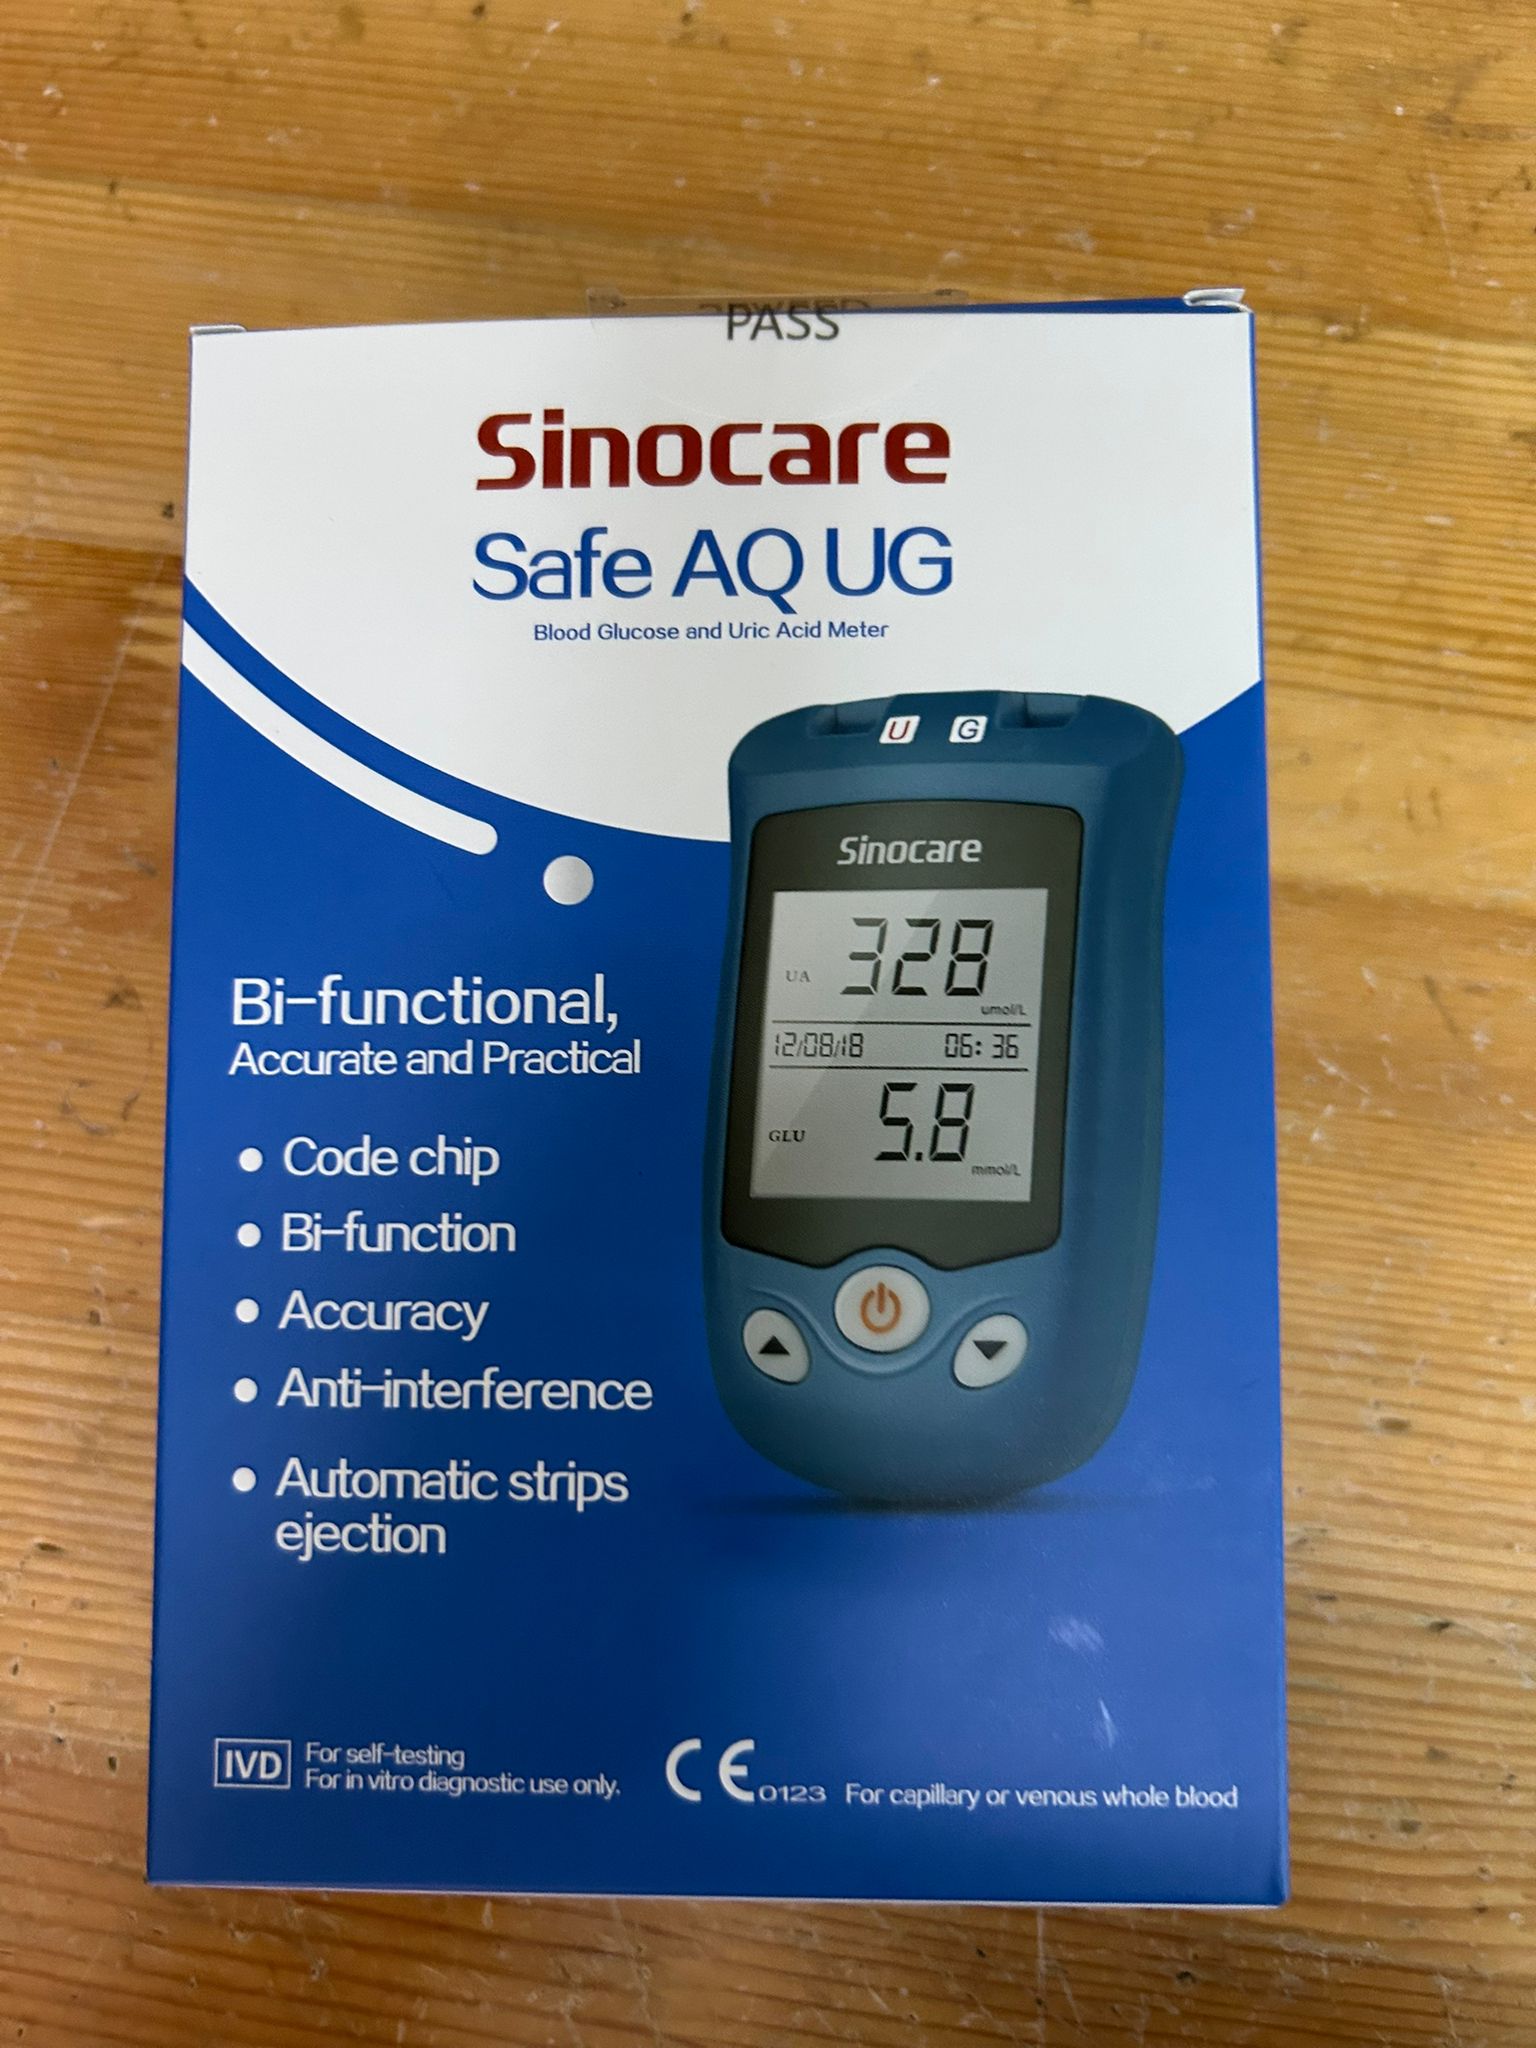 PASS
Sinocare
Safe AQ UG
Blood Glucose and Uric Acid Meter
U G
Sinocare
UA 328
umol/L
12/08/18 06:36
GLU 5.8
mmol/L
Bi-functional,
Accurate and Practical
• Code chip
• Bi-function
• Accuracy
• Anti-interference
• Automatic strips
ejection
IVD
For self-testing
For in vitro diagnostic use only.
CE 0123
For capillary or venous whole blood